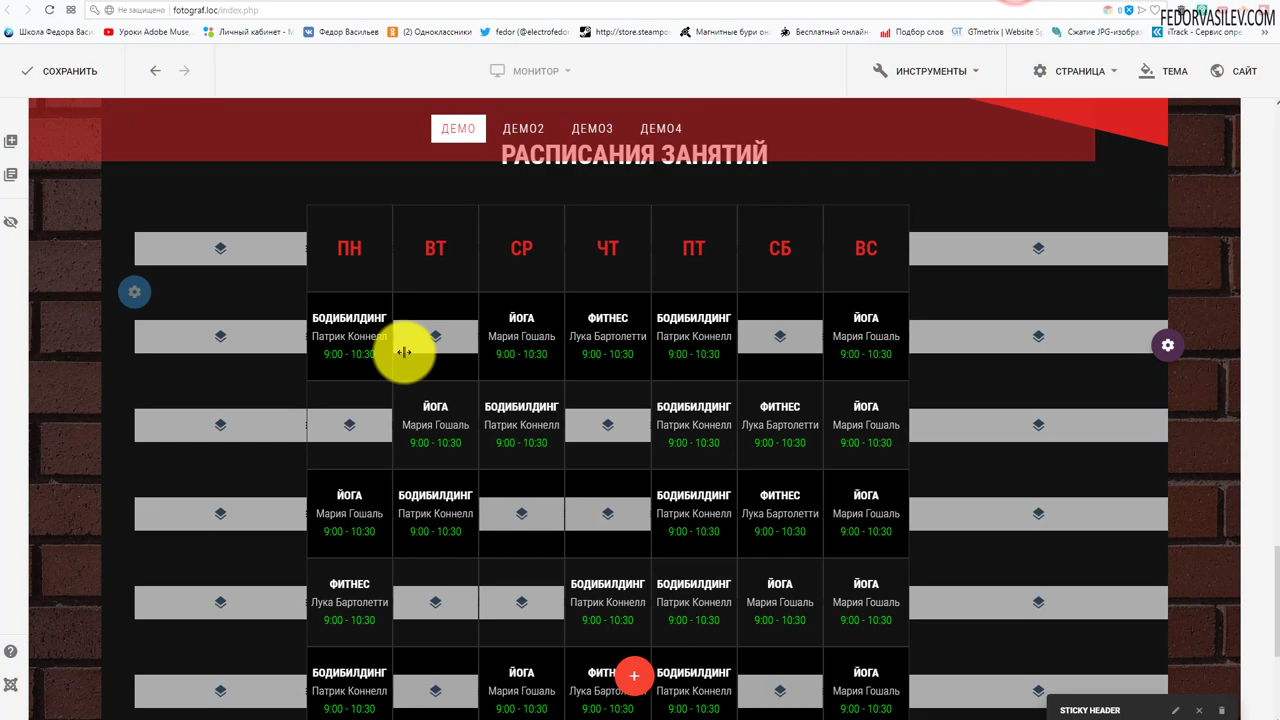 Не защищено fotograf.loc/index.php
0
FEDORVASILEV.COM
Школа Федора Васи
Уроки Adobe Muse,
Личный кабинет - М
Федор Васильев
(2) Одноклассники
fedor (@electrofedor)
http://store.steampo
Магнитные бури он
Бесплатный онлайн
Подбор слов
GTmetrix | Website Sp
Сжатие JPG-изображ
iTrack - Сервис опре
СОХРАНИТЬ
МОНИТОР
ИНСТРУМЕНТЫ
СТРАНИЦА
ТЕМА
САЙТ
ДЕМО ДЕМО2 ДЕМО3 ДЕМО4
РАСПИСАНИЯ ЗАНЯТИЙ
ПН ВТ СР ЧТ ПТ СБ ВС
БОДИБИЛДИНГ ЙОГА ФИТНЕС БОДИБИЛДИНГ ЙОГА
Патрик Коннелл Мария Гошаль Лука Бартолетти Патрик Коннелл Мария Гошаль
9:00 - 10:30 9:00 - 10:30 9:00 - 10:30 9:00 - 10:30 9:00 - 10:30
ЙОГА БОДИБИЛДИНГ БОДИБИЛДИНГ ФИТНЕС ЙОГА
Мария Гошаль Патрик Коннелл Патрик Коннелл Лука Бартолетти Мария Гошаль
9:00 - 10:30 9:00 - 10:30 9:00 - 10:30 9:00 - 10:30 9:00 - 10:30
ЙОГА БОДИБИЛДИНГ БОДИБИЛДИНГ ФИТНЕС ЙОГА
Мария Гошаль Патрик Коннелл Патрик Коннелл Лука Бартолетти Мария Гошаль
9:00 - 10:30 9:00 - 10:30 9:00 - 10:30 9:00 - 10:30 9:00 - 10:30
ФИТНЕС БОДИБИЛДИНГ БОДИБИЛДИНГ ЙОГА ЙОГА
Лука Бартолетти Патрик Коннелл Патрик Коннелл Мария Гошаль Мария Гошаль
9:00 - 10:30 9:00 - 10:30 9:00 - 10:30 9:00 - 10:30 9:00 - 10:30
БОДИБИЛДИНГ ЙОГА ФИТН БОДИБИЛДИНГ ЙОГА
Патрик Коннелл Мария Гошаль Лука Бартол Патрик Коннелл Мария Гошаль
9:00 - 10:30 9:00 - 10:30 9:00 - 10:30 9:00 - 10:30 9:00 - 10:30
STICKY HEADER